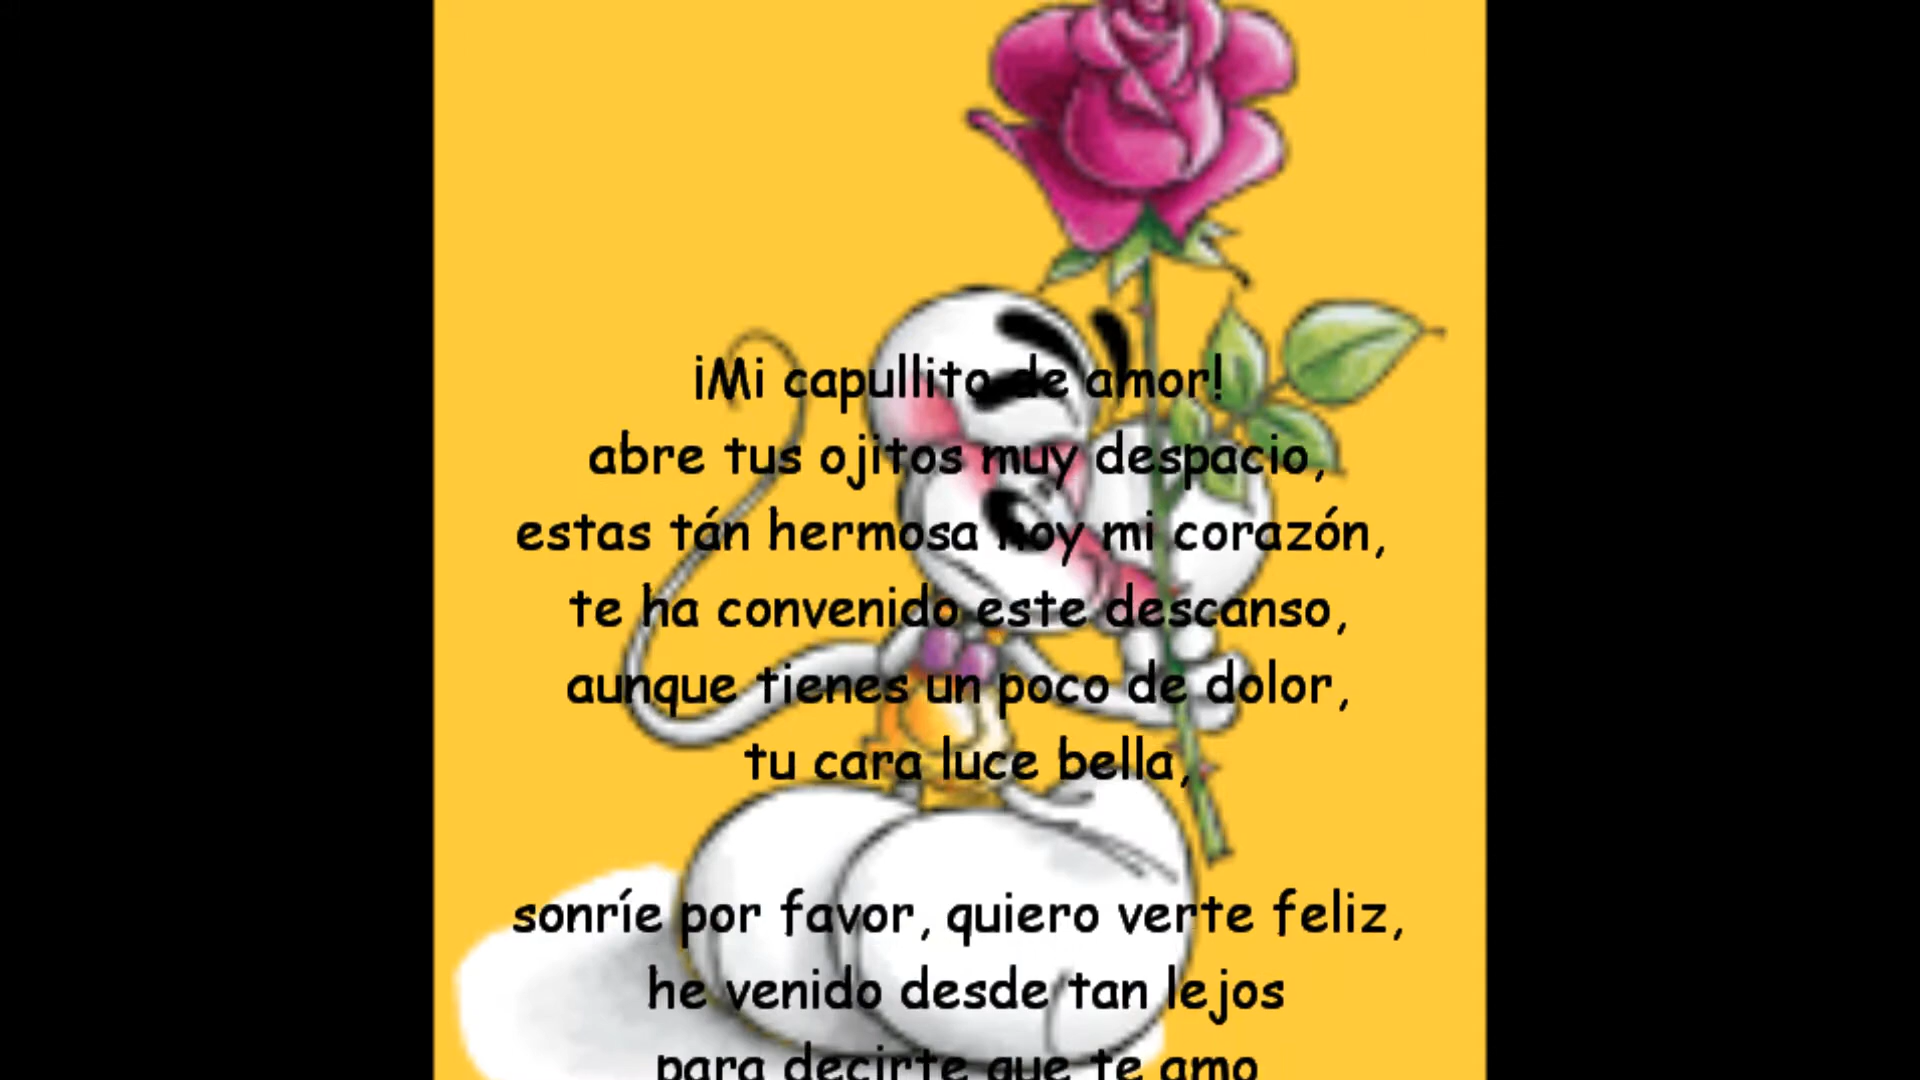 ¡Mi capullito de amor!
abre tus ojitos muy despacio,
estas tán hermosa hoy mi corazón,
te ha convenido este descanso,
aunque tienes un poco de dolor,
tu cara luce bella,
sonríe por favor, quiero verte feliz,
he venido desde tan lejos
para decirte que te amo